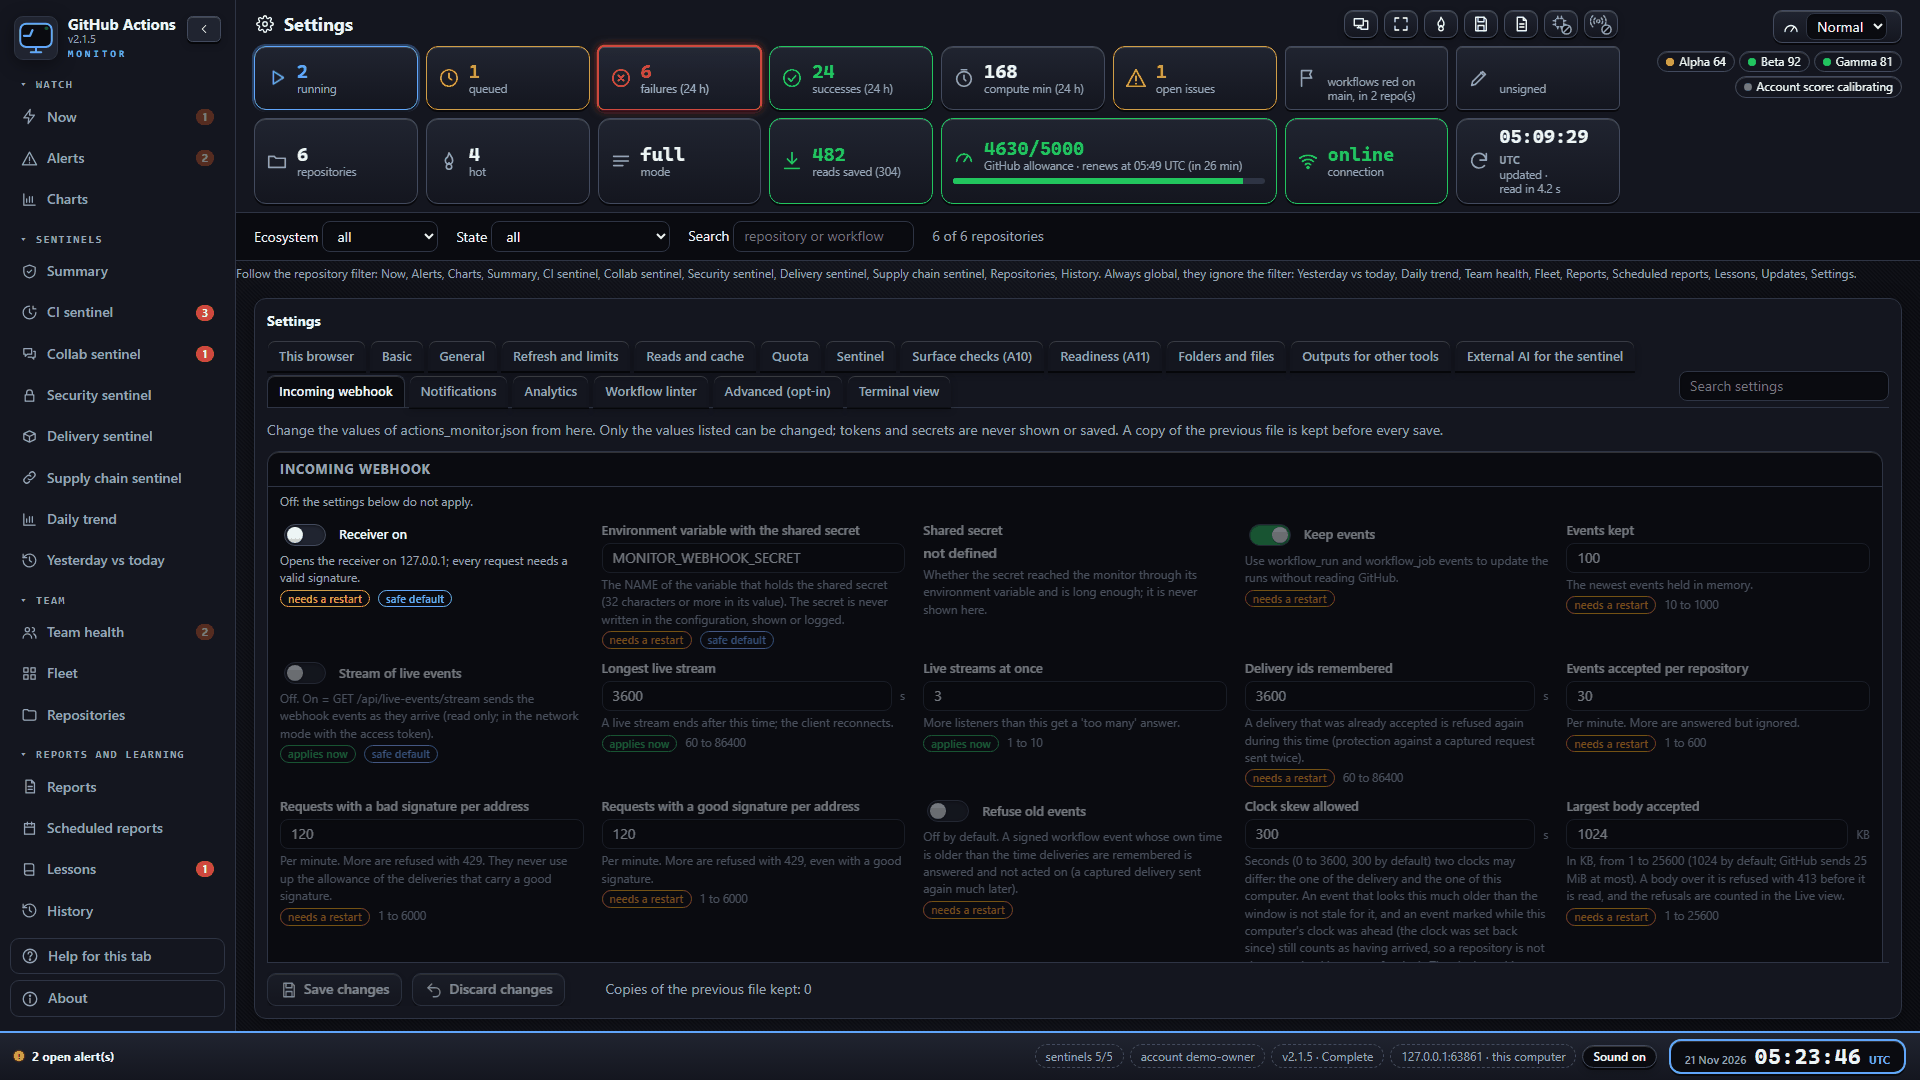 GitHub Actions
v2.1.5
MONITOR
WATCH
Now 1
Alerts 2
Charts
SENTINELS
Summary
CI sentinel 3
Collab sentinel 1
Security sentinel
Delivery sentinel
Supply chain sentinel
Daily trend
Yesterday vs today
TEAM
Team health 2
Fleet
Repositories
REPORTS AND LEARNING
Reports
Scheduled reports
Lessons 1
History
Help for this tab
About
Settings
Normal
Alpha 64 Beta 92 Gamma 81
Account score: calibrating
2
running
1
queued
6
failures (24 h)
24
successes (24 h)
168
compute min (24 h)
1
open issues
workflows red on
main, in 2 repo(s)
unsigned
6
repositories
4
hot
full
mode
482
reads saved (304)
4630/5000
GitHub allowance · renews at 05:49 UTC (in 26 min)
online
connection
05:09:29
UTC
updated ·
read in 4.2 s
Ecosystem all State all Search repository or workflow 6 of 6 repositories
Follow the repository filter: Now, Alerts, Charts, Summary, CI sentinel, Collab sentinel, Security sentinel, Delivery sentinel, Supply chain sentinel, Repositories, History. Always global, they ignore the filter: Yesterday vs today, Daily trend, Team health, Fleet, Reports, Scheduled reports, Lessons, Updates, Settings.
Settings
This browser Basic General Refresh and limits Reads and cache Quota Sentinel Surface checks (A10) Readiness (A11) Folders and files Outputs for other tools External AI for the sentinel
Incoming webhook Notifications Analytics Workflow linter Advanced (opt-in) Terminal view
Search settings
Change the values of actions_monitor.json from here. Only the values listed can be changed; tokens and secrets are never shown or saved. A copy of the previous file is kept before every save.
INCOMING WEBHOOK
Off: the settings below do not apply.
Receiver on
Opens the receiver on 127.0.0.1; every request needs a
valid signature.
needs a restart safe default
Environment variable with the shared secret
MONITOR_WEBHOOK_SECRET
The NAME of the variable that holds the shared secret
(32 characters or more in its value). The secret is never
written in the configuration, shown or logged.
needs a restart safe default
Shared secret
not defined
Whether the secret reached the monitor through its
environment variable and is long enough; it is never
shown here.
Keep events
Use workflow_run and workflow_job events to update the
runs without reading GitHub.
needs a restart
Events kept
100
The newest events held in memory.
needs a restart 10 to 1000
Stream of live events
Off. On = GET /api/live-events/stream sends the
webhook events as they arrive (read only; in the network
mode with the access token).
applies now safe default
Longest live stream
3600 s
A live stream ends after this time; the client reconnects.
applies now 60 to 86400
Live streams at once
3
More listeners than this get a 'too many' answer.
applies now 1 to 10
Delivery ids remembered
3600 s
A delivery that was already accepted is refused again
during this time (protection against a captured request
sent twice).
needs a restart 60 to 86400
Events accepted per repository
30
Per minute. More are answered but ignored.
needs a restart 1 to 600
Requests with a bad signature per address
120
Per minute. More are refused with 429. They never use
up the allowance of the deliveries that carry a good
signature.
needs a restart 1 to 6000
Requests with a good signature per address
120
Per minute. More are refused with 429, even with a good
signature.
needs a restart 1 to 6000
Refuse old events
Off by default. A signed workflow event whose own time
is older than the time deliveries are remembered is
answered and not acted on (a captured delivery sent
again much later).
needs a restart
Clock skew allowed
300 s
Seconds (0 to 3600, 300 by default) two clocks may
differ: the one of the delivery and the one of this
computer. An event that looks this much older than the
window is not stale for it, and an event marked while this
computer's clock was ahead (the clock was set back
since) still counts as having arrived, so a repository is not
Largest body accepted
1024 KB
In KB, from 1 to 25600 (1024 by default; GitHub sends 25
MiB at most). A body over it is refused with 413 before it
is read, and the refusals are counted in the Live view.
needs a restart 1 to 25600
Save changes Discard changes Copies of the previous file kept: 0
2 open alert(s)
sentinels 5/5 account demo-owner v2.1.5 · Complete 127.0.0.1:63861 · this computer Sound on 21 Nov 2026 05:23:46 UTC